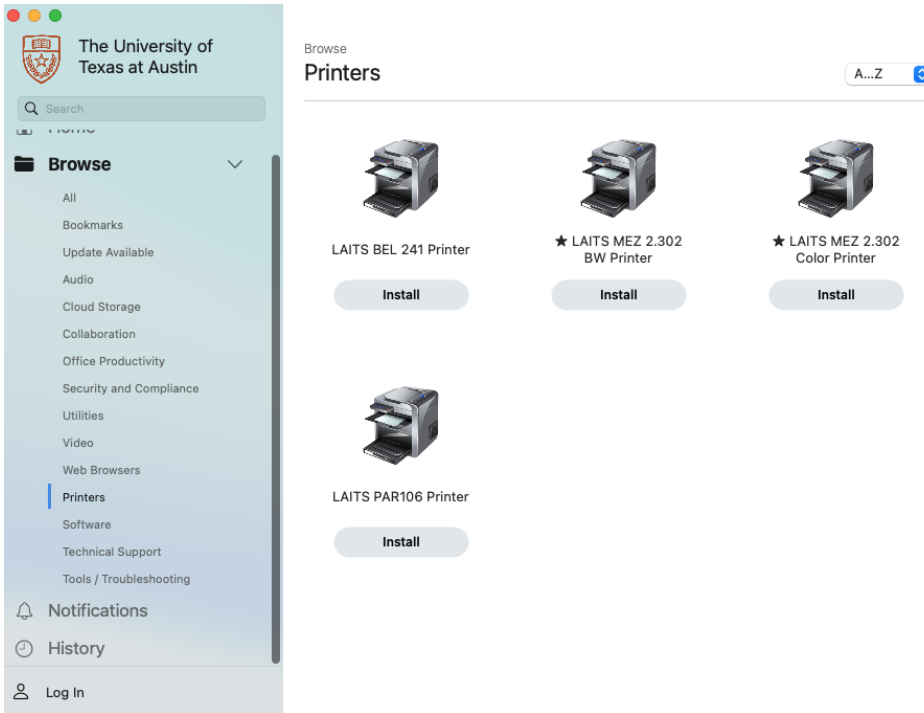 The University of
Texas at Austin
Search
Home
Browse
All
Bookmarks
Update Available
Audio
Cloud Storage
Collaboration
Office Productivity
Security and Compliance
Utilities
Video
Web Browsers
Printers
Software
Technical Support
Tools / Troubleshooting
Notifications
History
Log In
Browse
Printers
A...Z
LAITS BEL 241 Printer
Install
★ LAITS MEZ 2.302
BW Printer
Install
★ LAITS MEZ 2.302
Color Printer
Install
LAITS PAR106 Printer
Install